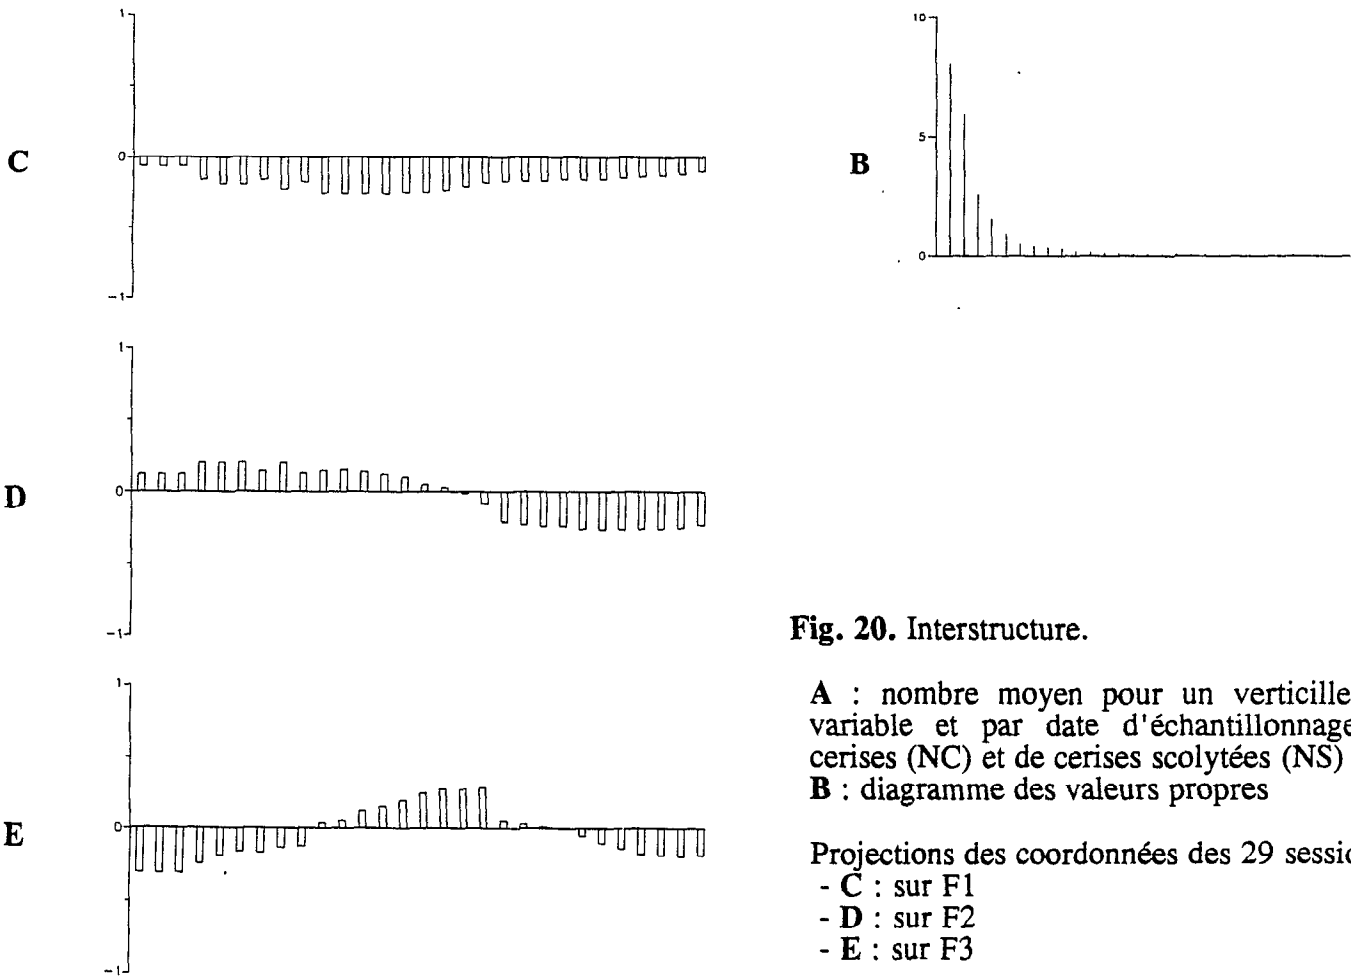 1
0
-1
C
10
5
0
B
1
0
-1
D
1
0
-1
E
Fig. 20. Interstructure.
A : nombre moyen pour un verticille
variable et par date d'échantillonnage
cerises (NC) et de cerises scolytées (NS)
B : diagramme des valeurs propres
Projections des coordonnées des 29 sessio
- C : sur F1
- D : sur F2
- E : sur F3